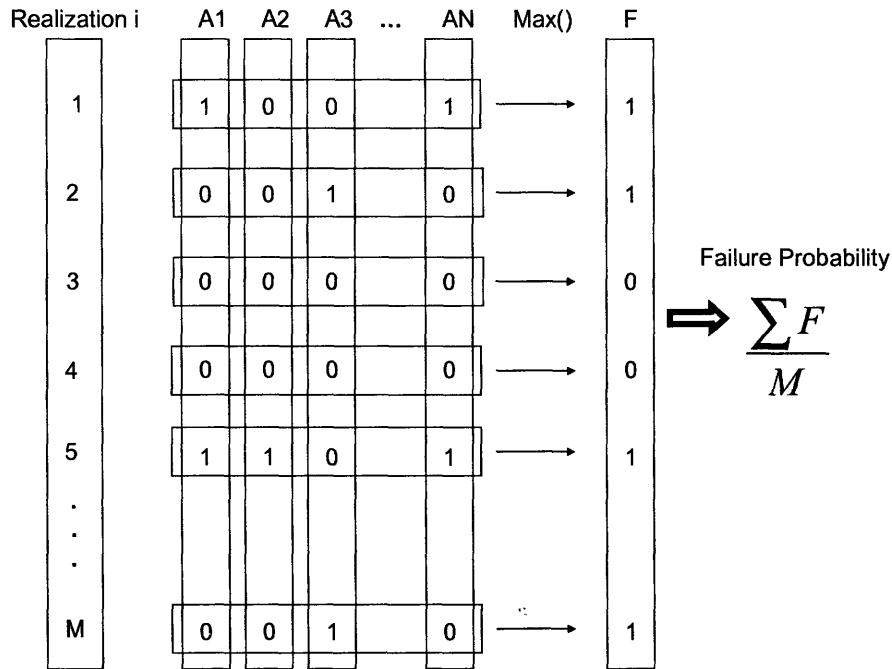 Realization i A1 A2 A3 ... AN Max() F
1 1 0 0 1 1
2 0 0 1 0 1
3 0 0 0 0 0
Failure Probability
∑ F
M
4 0 0 0 0 0
5 1 1 0 1 1
.
.
.
M 0 0 1 0 1